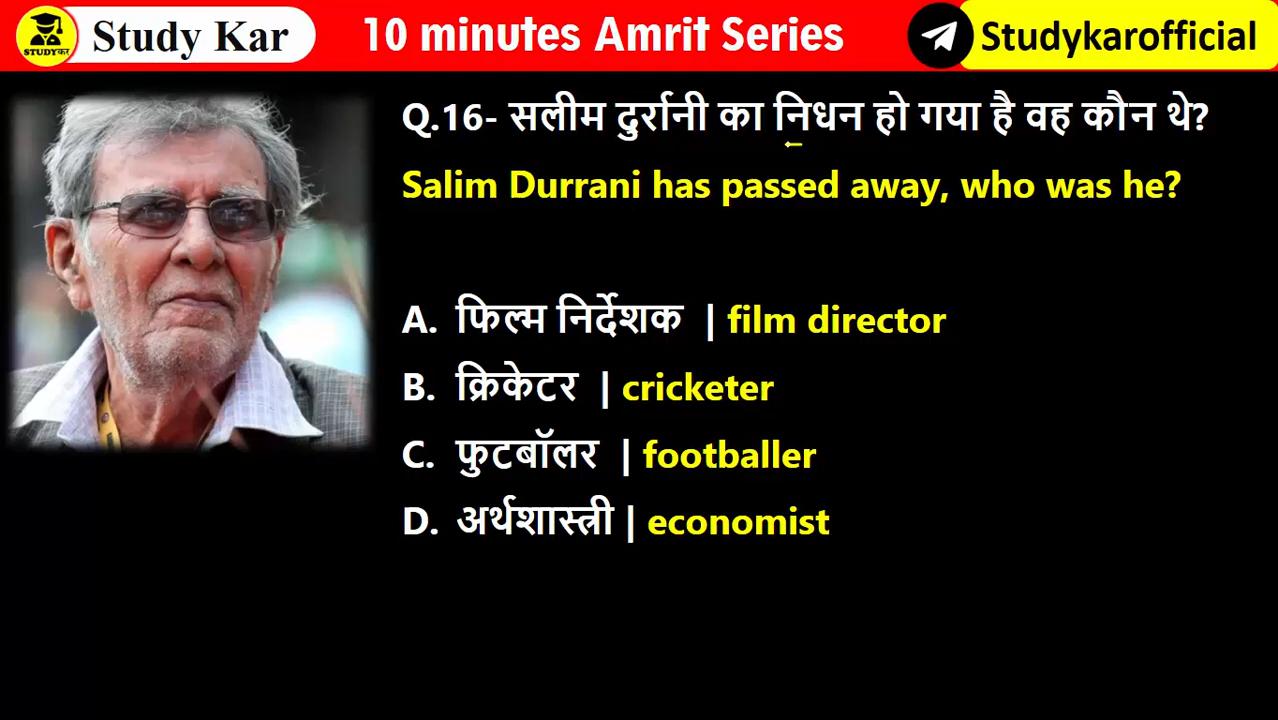 STUDYकर
Study Kar
10 minutes Amrit Series
Studykarofficial
Q.16- सलीम दुर्रानी का निधन हो गया है वह कौन थे?
Salim Durrani has passed away, who was he?
A. फिल्म निर्देशक | film director
B. क्रिकेटर | cricketer
C. फुटबॉलर | footballer
D. अर्थशास्त्री | economist